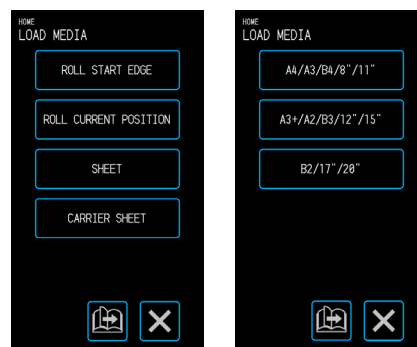 HOME
LOAD MEDIA
ROLL START EDGE
ROLL CURRENT POSITION
SHEET
CARRIER SHEET
HOME
LOAD MEDIA
A4/A3/B4/8"/11"
A3+/A2/B3/12"/15"
B2/17"/20"